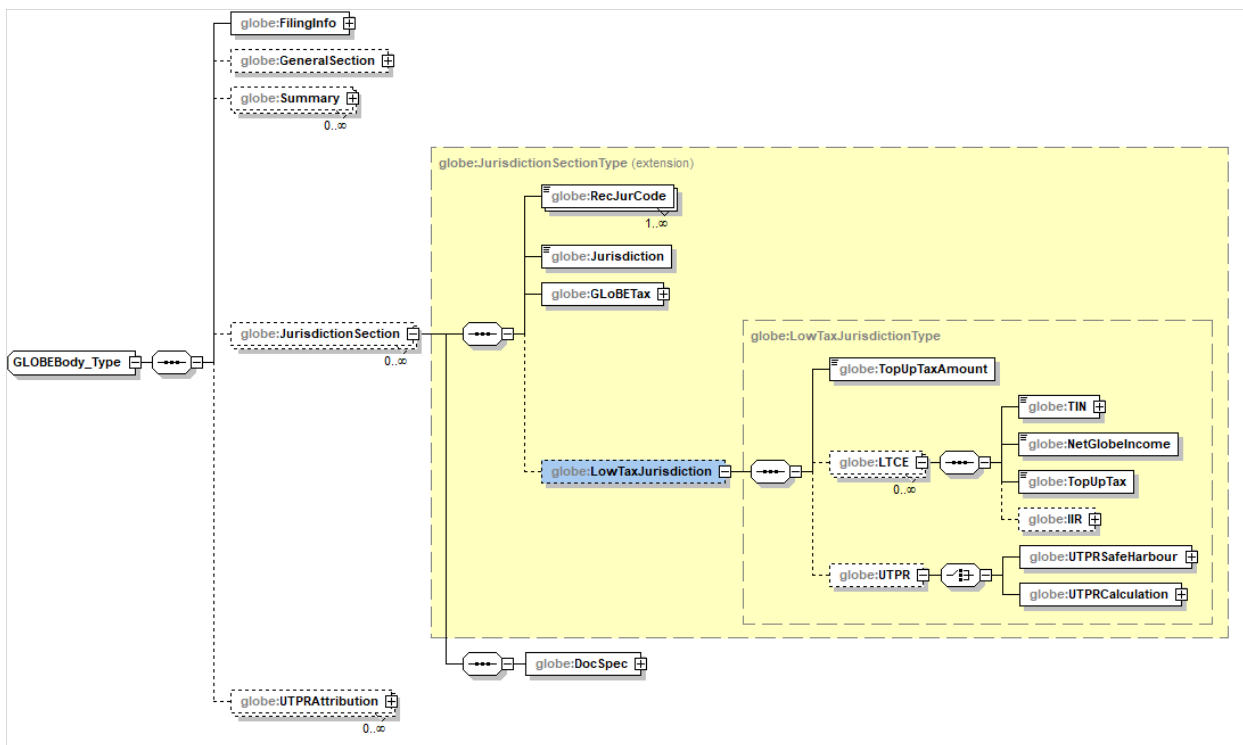 globe:FilingInfo
globe:GeneralSection
globe:Summary
0..∞
globe:JurisdictionSectionType (extension)
globe:RecJurCode
1..∞
globe:Jurisdiction
globe:GLoBETax
globe:JurisdictionSection
0..∞
GLOBEBody_Type
globe:LowTaxJurisdictionType
globe:TopUpTaxAmount
globe:TIN
globe:NetGlobeIncome
globe:LowTaxJurisdiction
globe:LTCE
0..∞
globe:TopUpTax
globe:IIR
globe:UTPRSafeHarbour
globe:UTPR
globe:UTPRCalculation
globe:DocSpec
globe:UTPRAttribution
0..∞